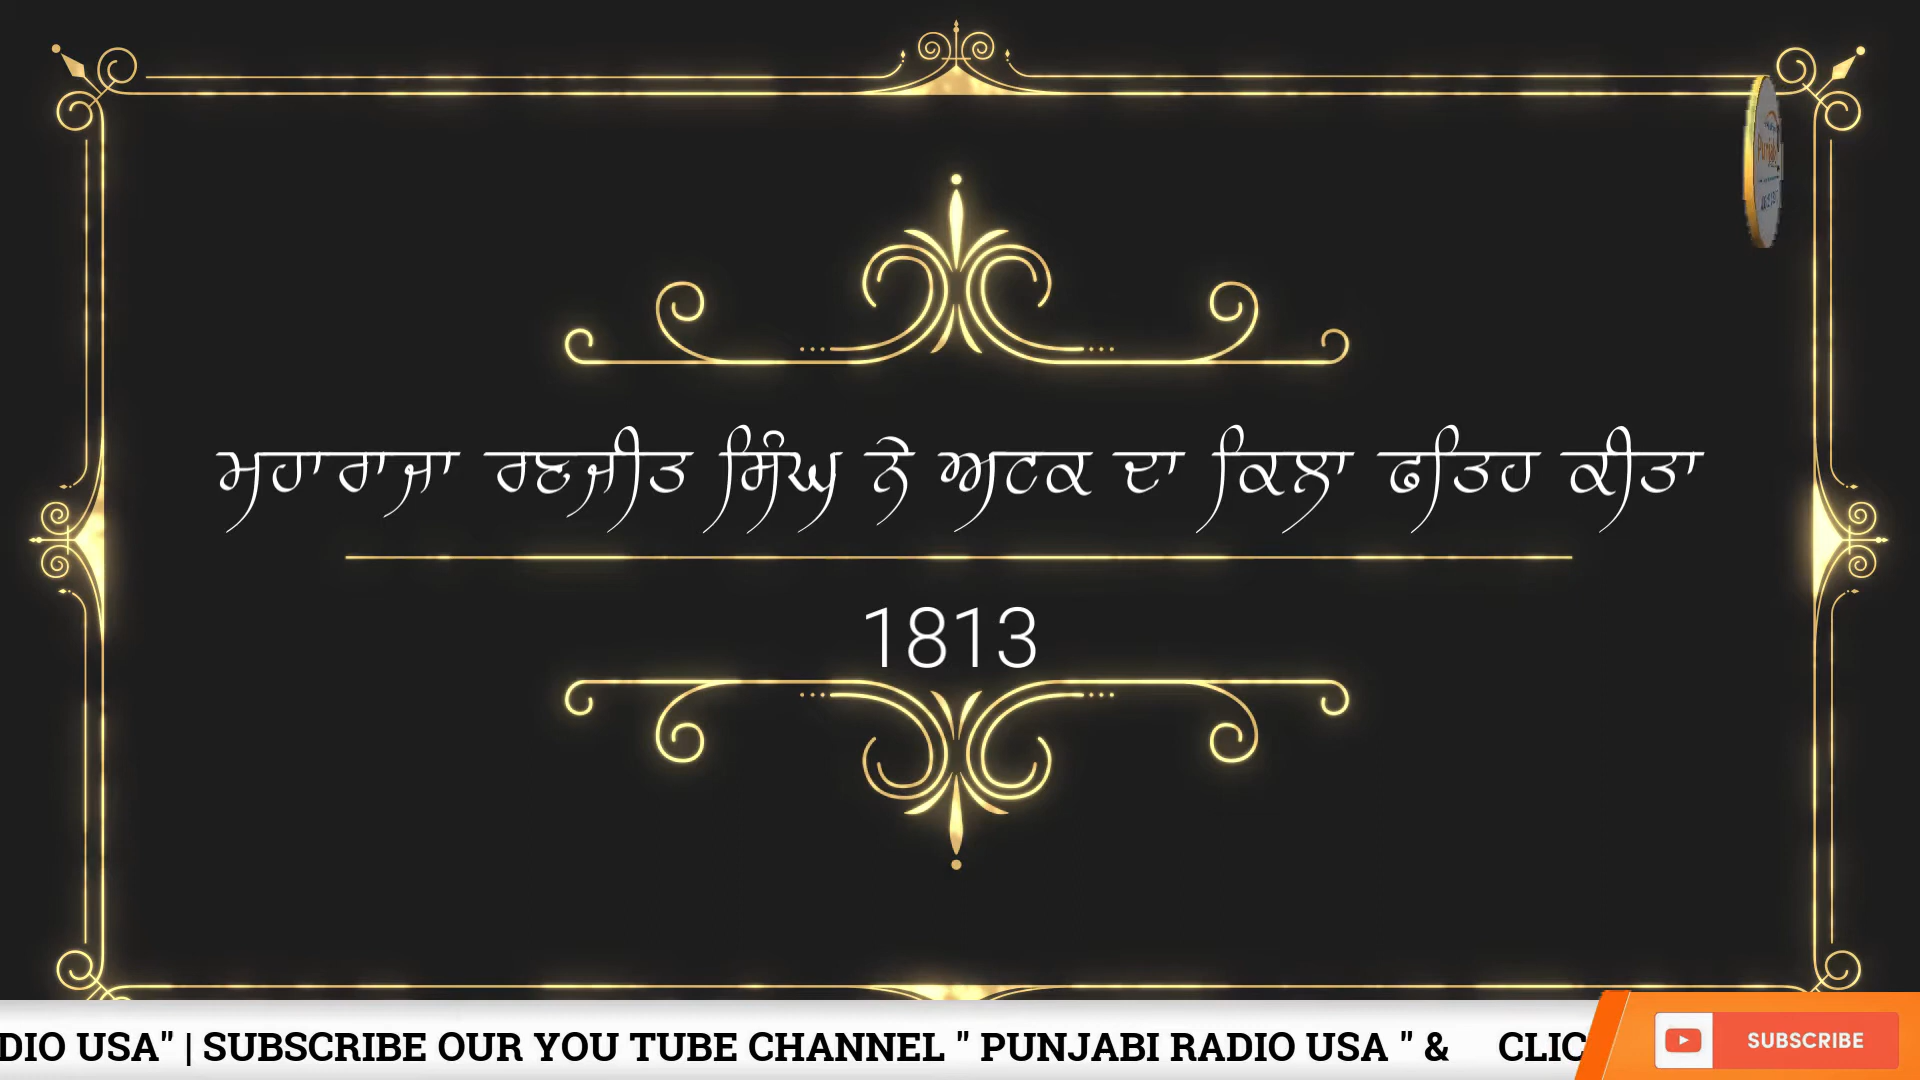 ਮਹਾਰਾਜਾ ਰਣਜੀਤ ਸਿੰਘ ਨੇ ਅਟਕ ਦਾ ਕਿਲਾ ਫਤਿਹ ਕੀਤਾ
1813
DIO USA" | SUBSCRIBE OUR YOU TUBE CHANNEL " PUNJABI RADIO USA " & CLIC
SUBSCRIBE